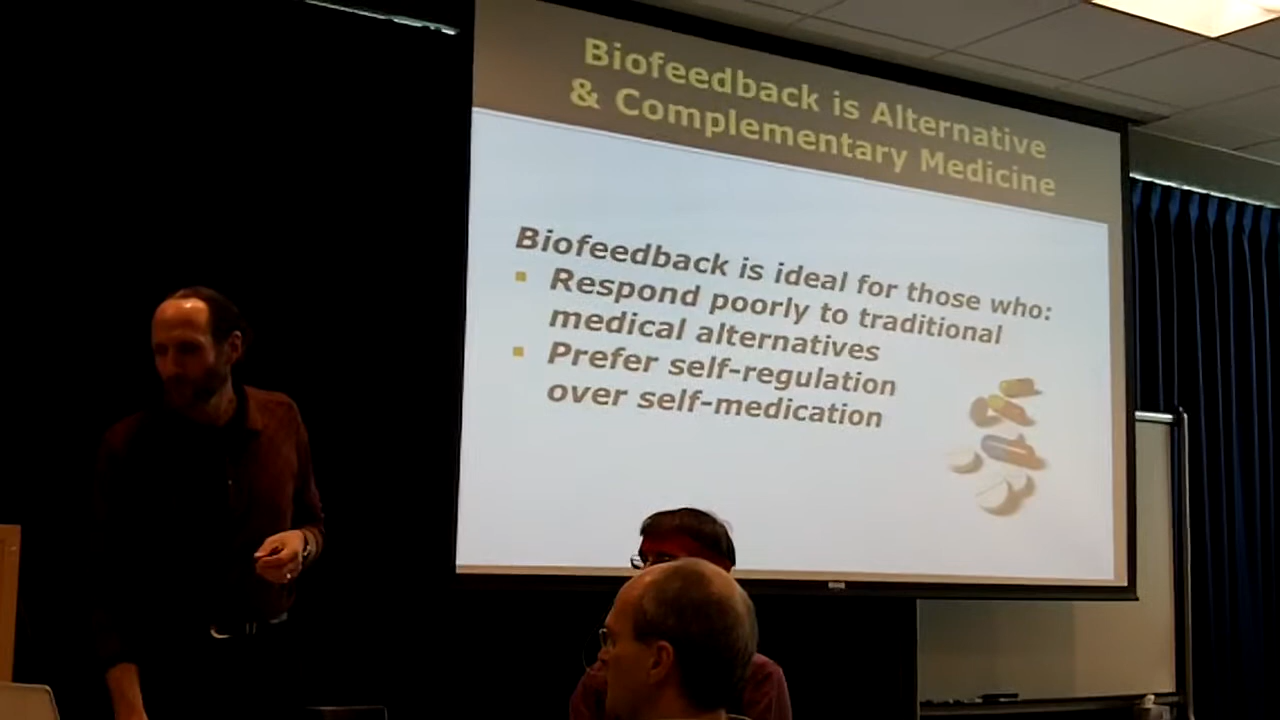 Biofeedback is Alternative
& Complementary Medicine
Biofeedback is ideal for those who:
Respond poorly to traditional
medical alternatives
Prefer self-regulation
over self-medication